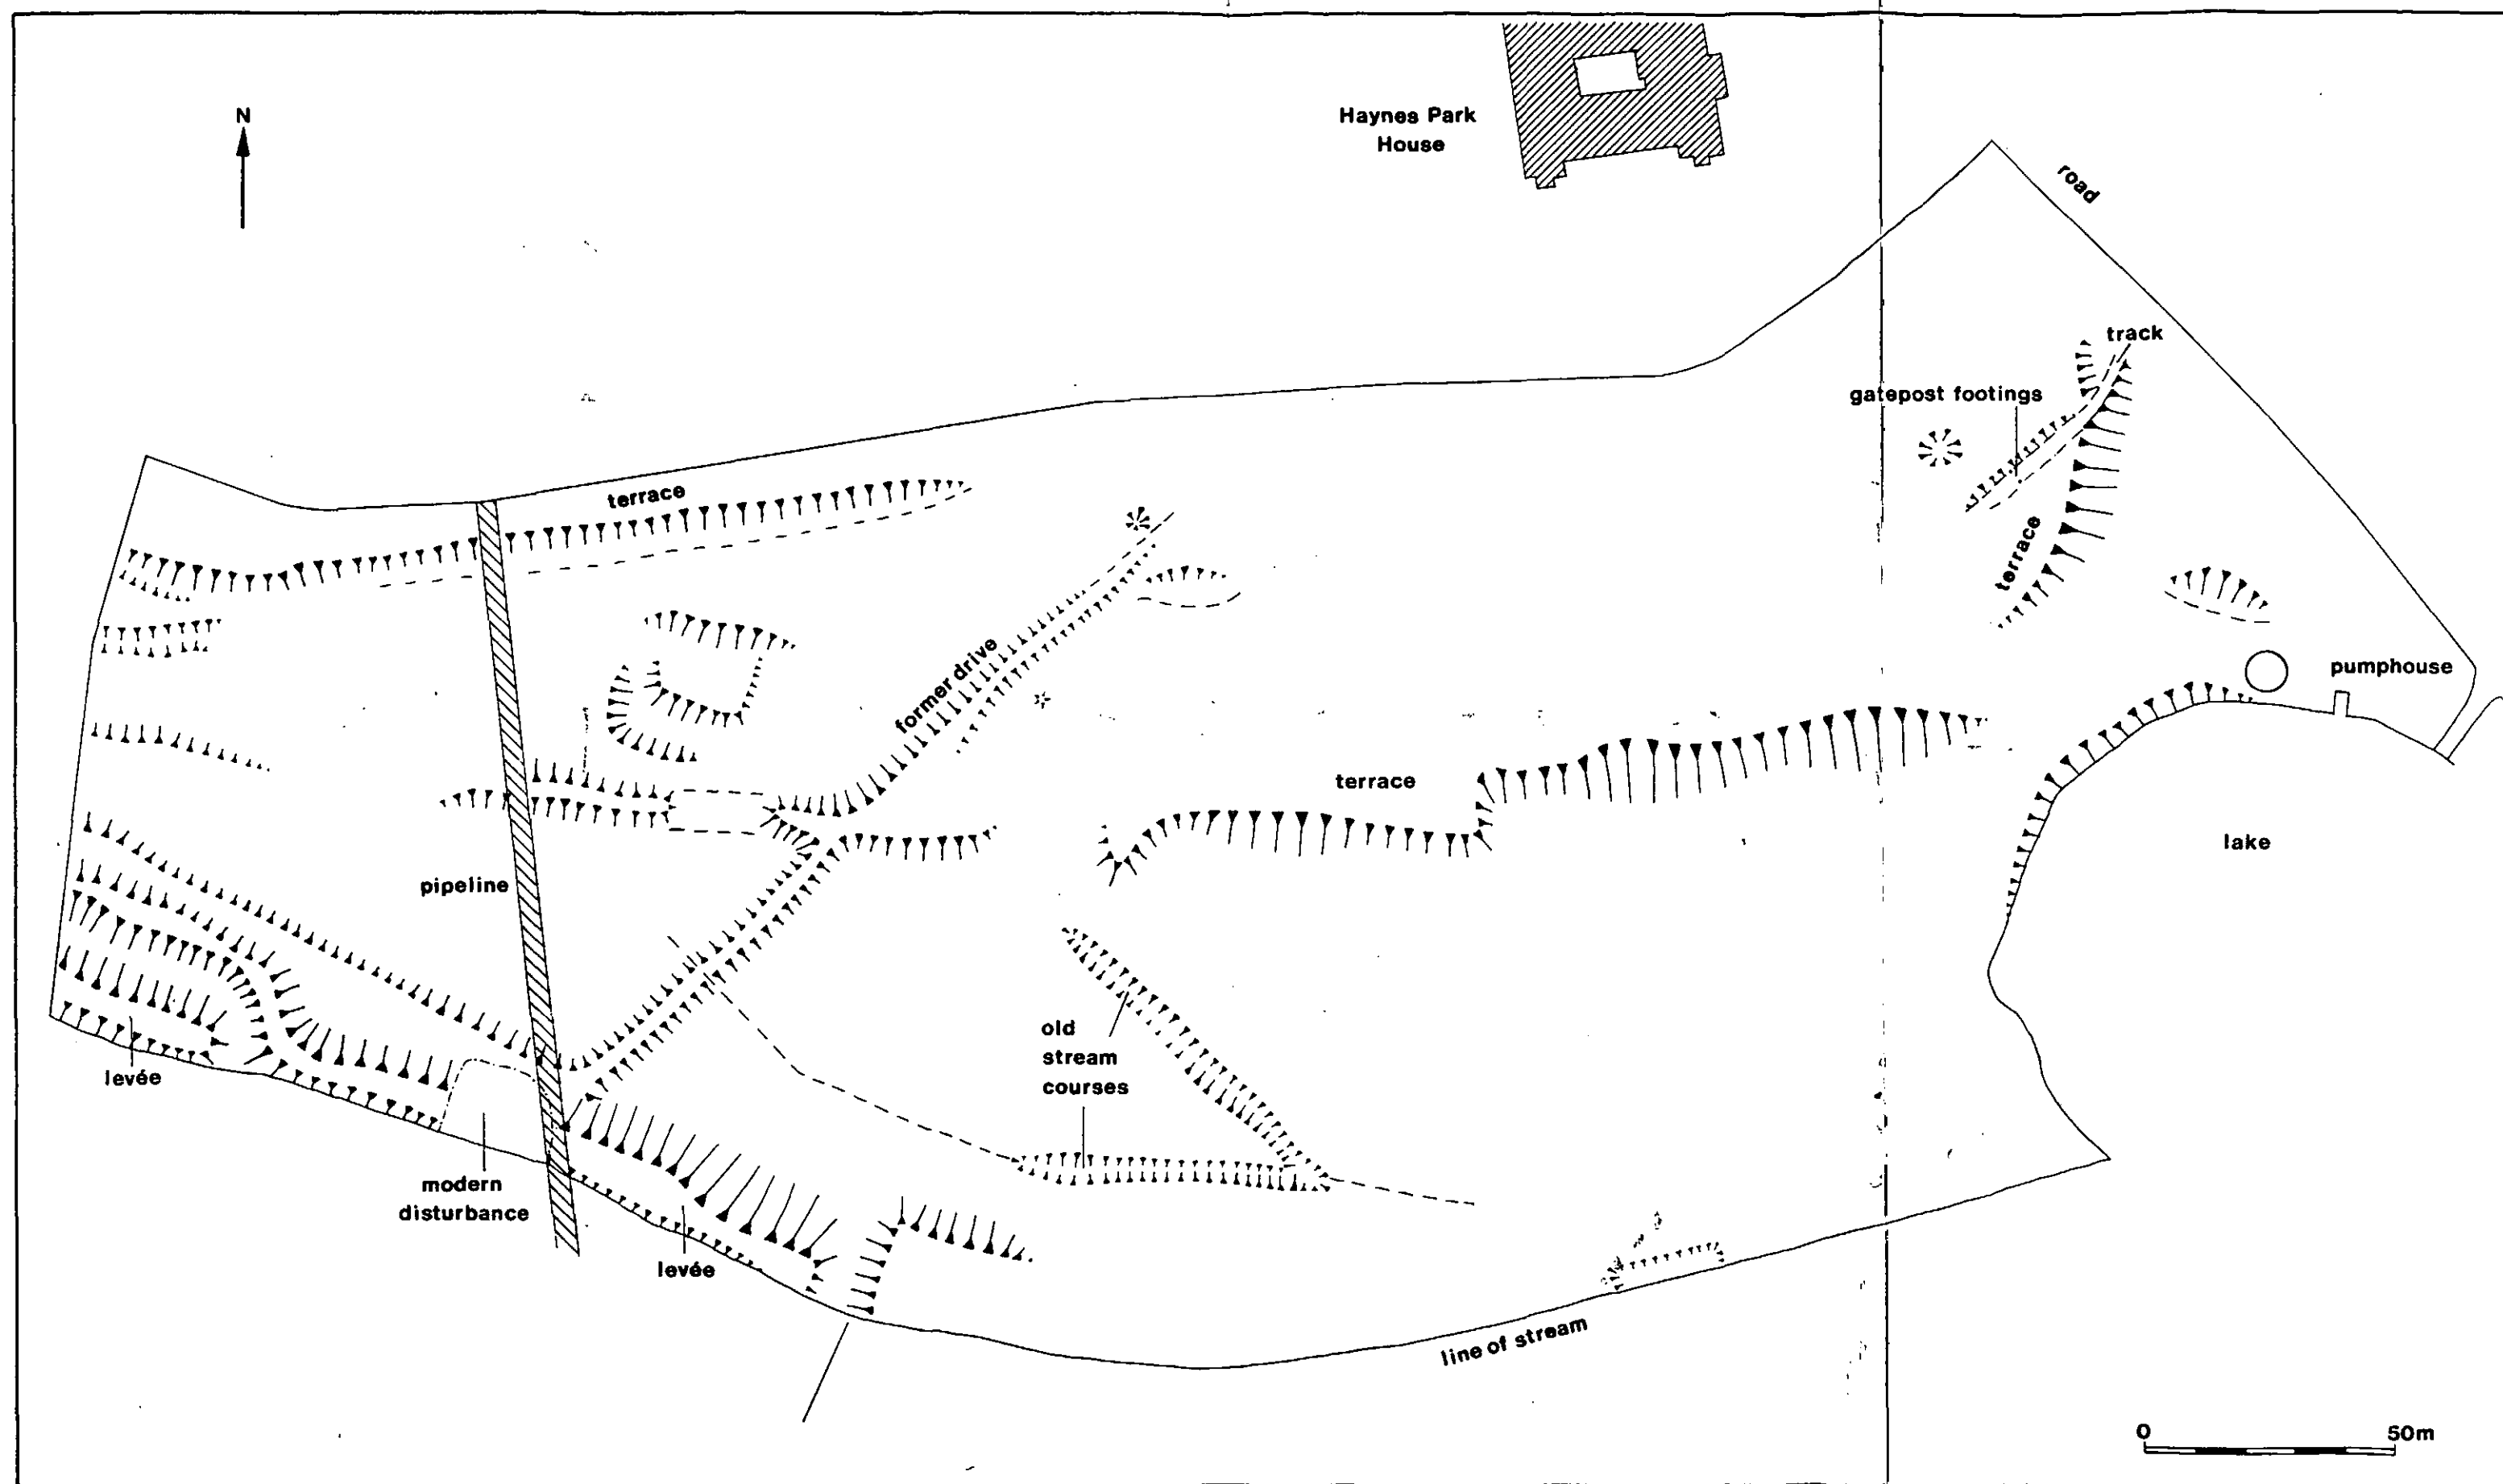 N
Haynes Park
House
road
track
gatepost footings
terrace
terrace
former drive
pumphouse
terrace
lake
pipeline
old
stream
courses
levée
modern
disturbance
levée
line of stream
0 50m